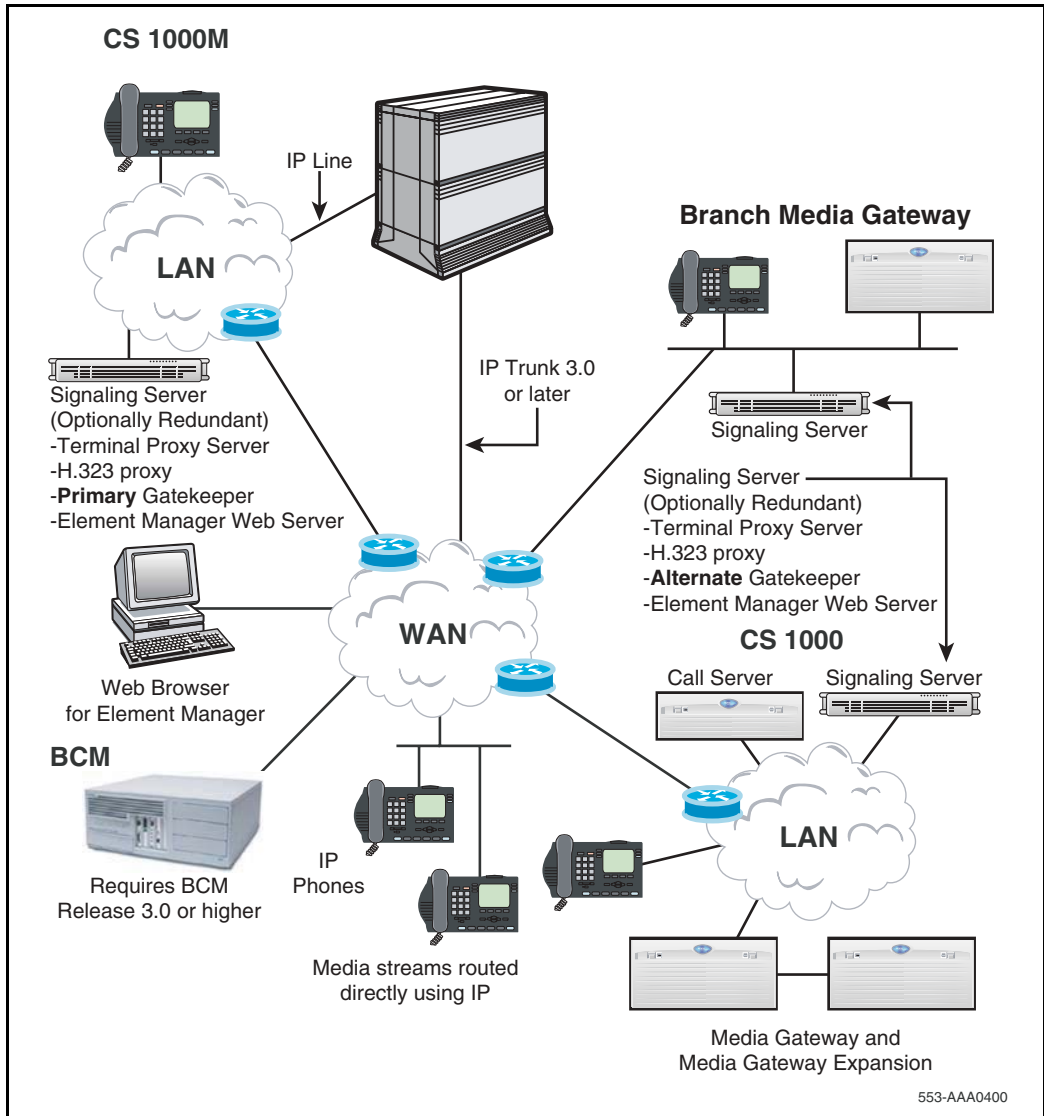 CS 1000M
IP Line
LAN
Branch Media Gateway
Signaling Server
(Optionally Redundant)
-Terminal Proxy Server
-H.323 proxy
-Primary Gatekeeper
-Element Manager Web Server
IP Trunk 3.0
or later
Signaling Server
Signaling Server
(Optionally Redundant)
-Terminal Proxy Server
-H.323 proxy
-Alternate Gatekeeper
-Element Manager Web Server
WAN
Web Browser
for Element Manager
CS 1000
Call Server
Signaling Server
BCM
Requires BCM
Release 3.0 or higher
IP
Phones
LAN
Media streams routed
directly using IP
Media Gateway and
Media Gateway Expansion
553-AAA0400